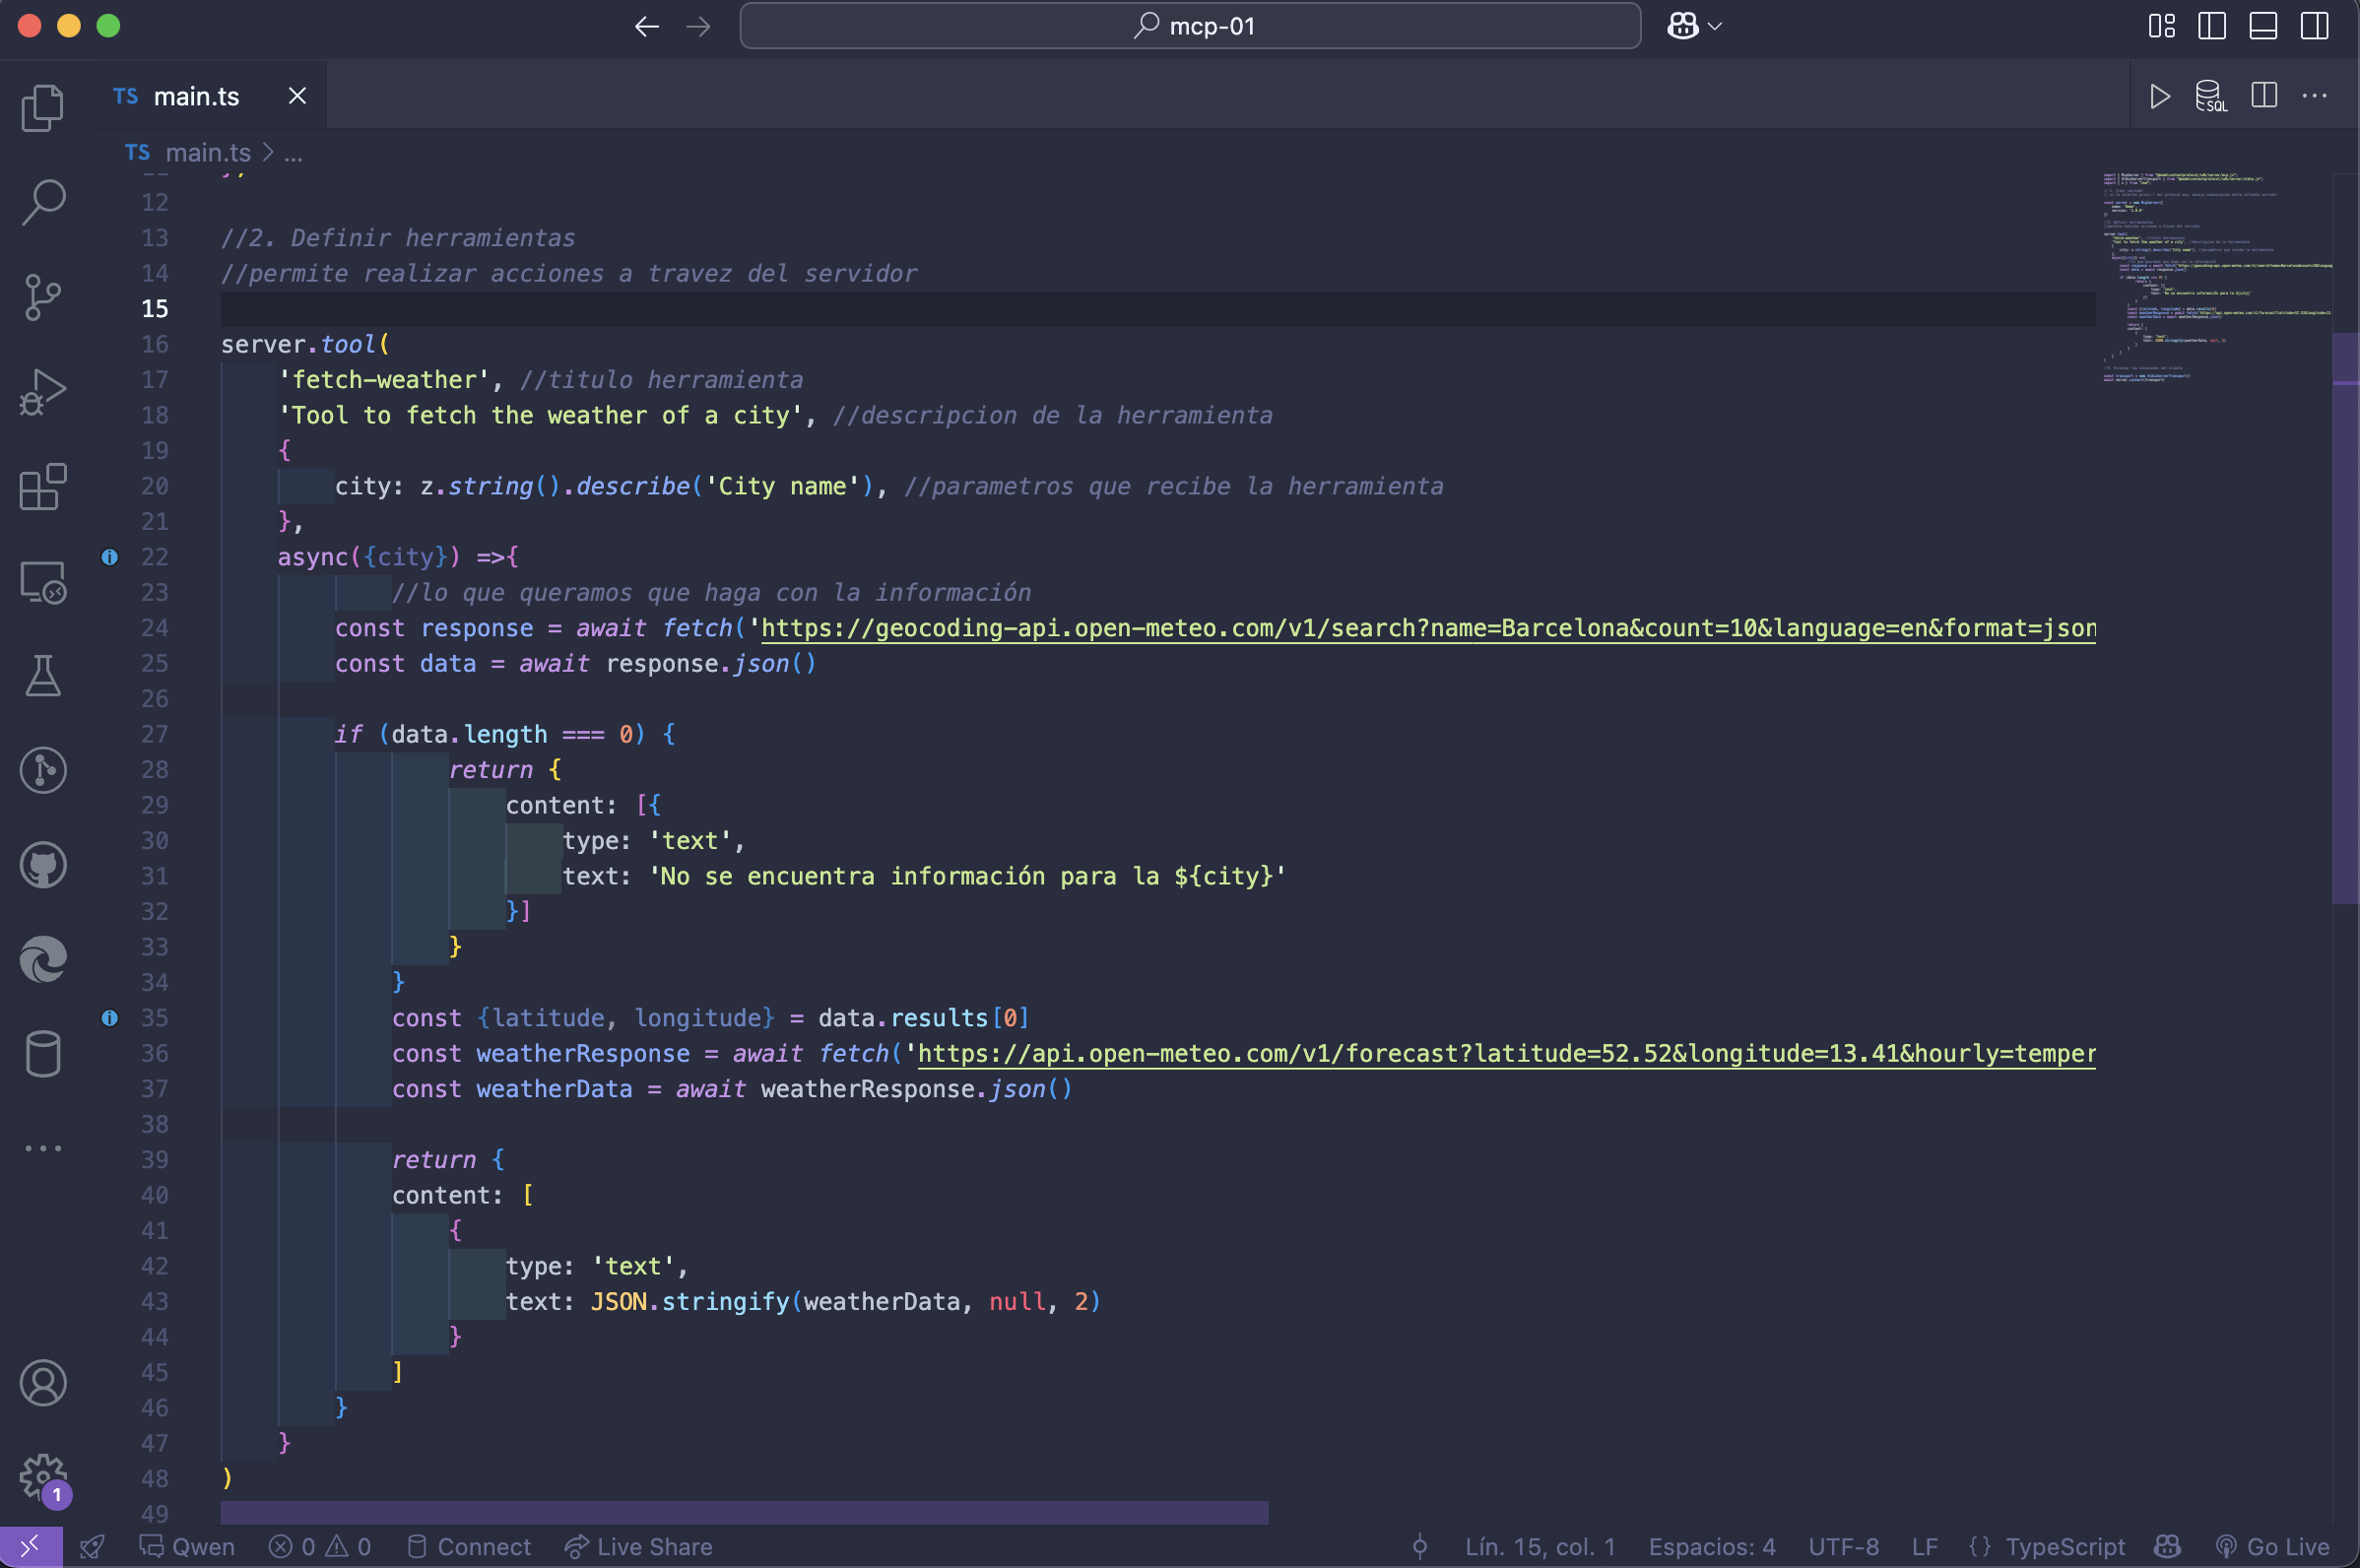 mcp-01
TS main.ts
SQL
TS main.ts > ...
12
13 //2. Definir herramientas
14 //permite realizar acciones a travez del servidor
15
16 server.tool(
17 'fetch-weather', //titulo herramienta
18 'Tool to fetch the weather of a city', //descripcion de la herramienta
19 {
20 city: z.string().describe('City name'), //parametros que recibe la herramienta
21 },
22 async({city}) =>{
23 //lo que queramos que haga con la información
24 const response = await fetch('https://geocoding-api.open-meteo.com/v1/search?name=Barcelona&count=10&language=en&format=json
25 const data = await response.json()
26
27 if (data.length === 0) {
28 return {
29 content: [{
30 type: 'text',
31 text: 'No se encuentra información para la ${city}'
32 }]
33 }
34 }
35 const {latitude, longitude} = data.results[0]
36 const weatherResponse = await fetch('https://api.open-meteo.com/v1/forecast?latitude=52.52&longitude=13.41&hourly=temper
37 const weatherData = await weatherResponse.json()
38
39 return {
40 content: [
41 {
42 type: 'text',
43 text: JSON.stringify(weatherData, null, 2)
44 }
45 ]
46 }
47 }
48 )
49
1
Qwen 0 0 Connect Live Share Lín. 15, col. 1 Espacios: 4 UTF-8 LF {} TypeScript Go Live